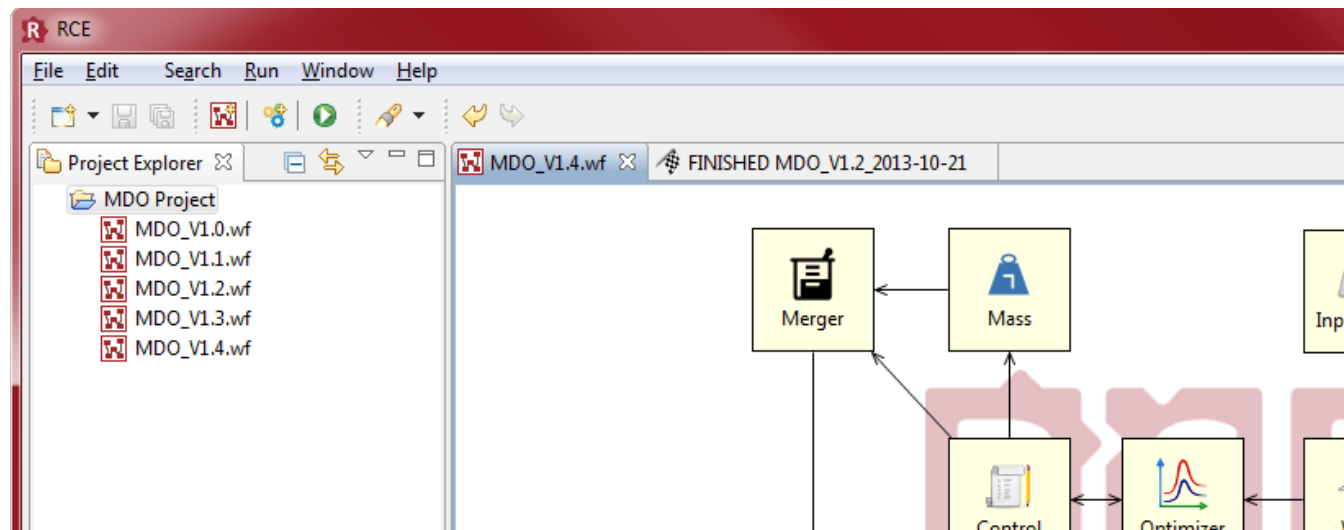 RCE
File Edit Search Run Window Help
Project Explorer
MDO_V1.4.wf FINISHED MDO_V1.2_2013-10-21
MDO Project
MDO_V1.0.wf
MDO_V1.1.wf
MDO_V1.2.wf
MDO_V1.3.wf
MDO_V1.4.wf
Merger
Mass
Inp
Control
Optimizer